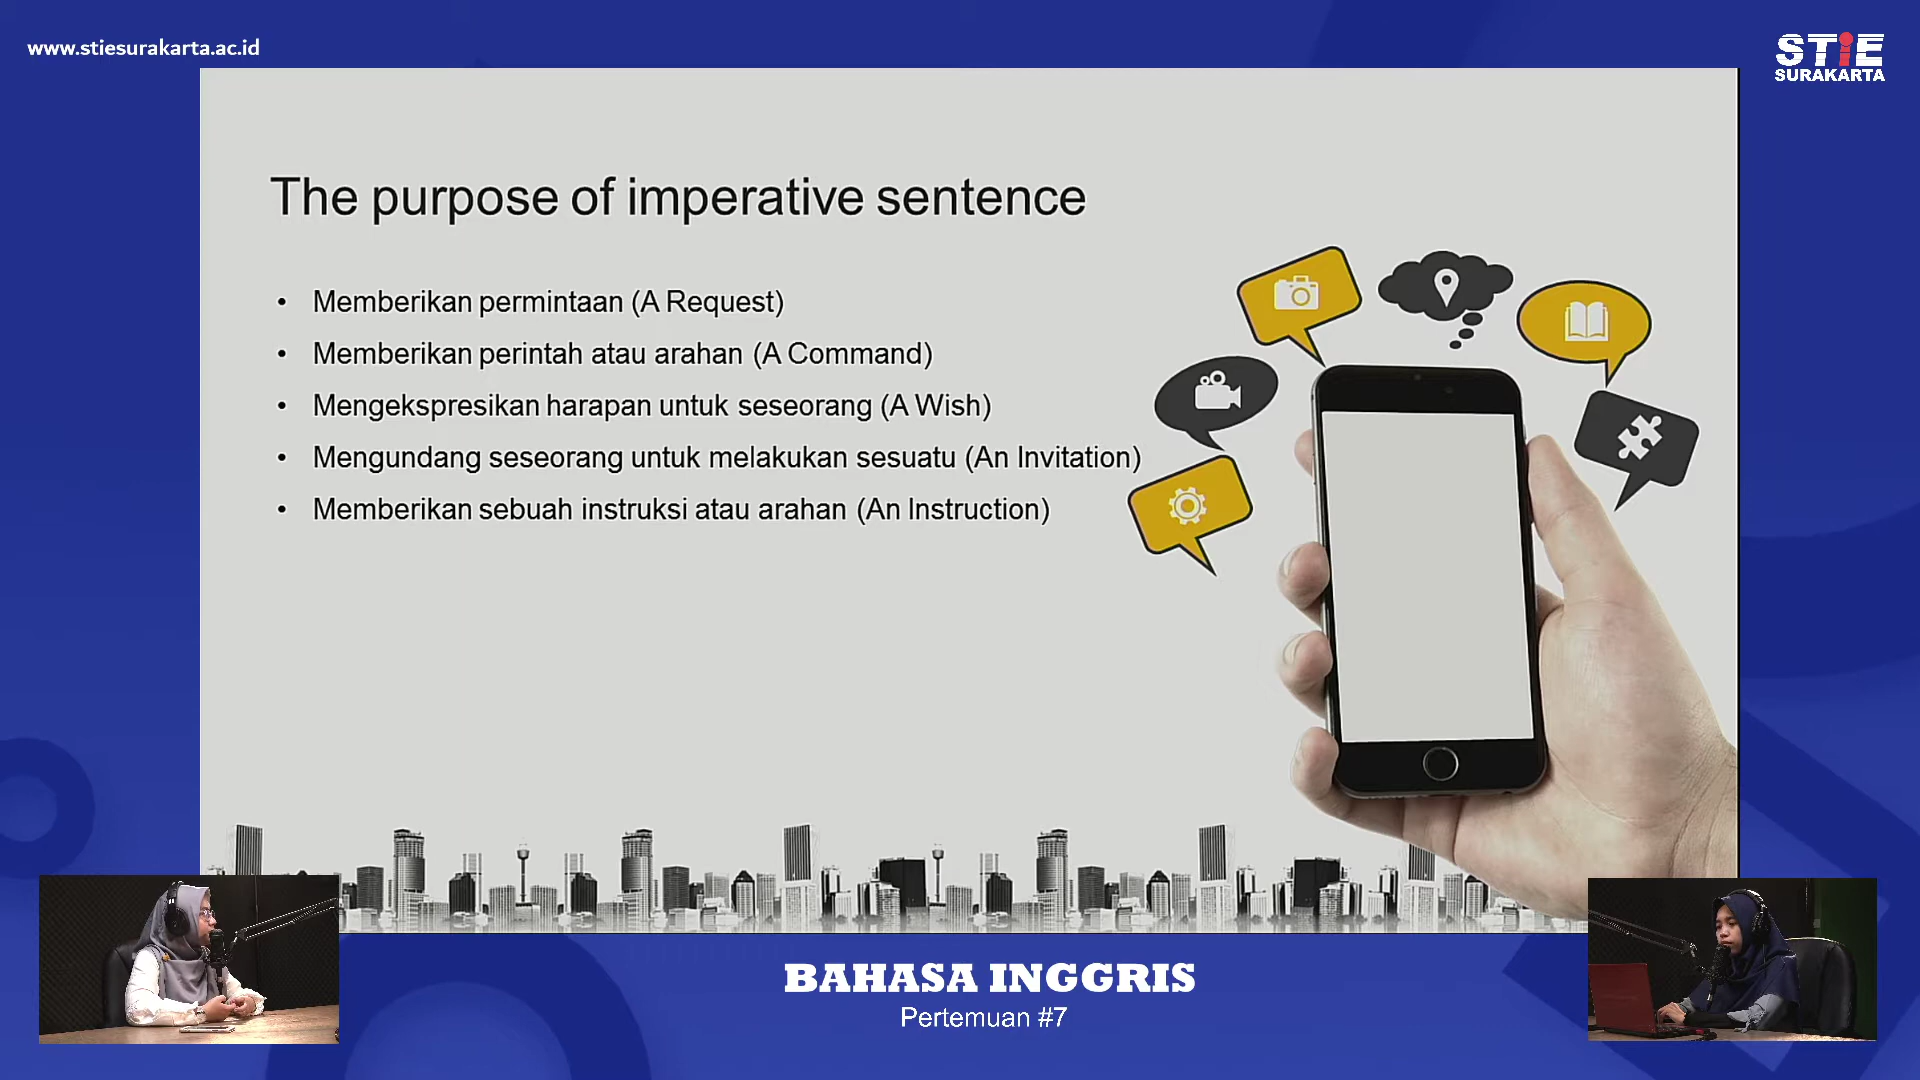 www.stiesurakarta.ac.id
STIE
SURAKARTA
The purpose of imperative sentence
• Memberikan permintaan (A Request)
• Memberikan perintah atau arahan (A Command)
• Mengekspresikan harapan untuk seseorang (A Wish)
• Mengundang seseorang untuk melakukan sesuatu (An Invitation)
• Memberikan sebuah instruksi atau arahan (An Instruction)
BAHASA INGGRIS
Pertemuan #7